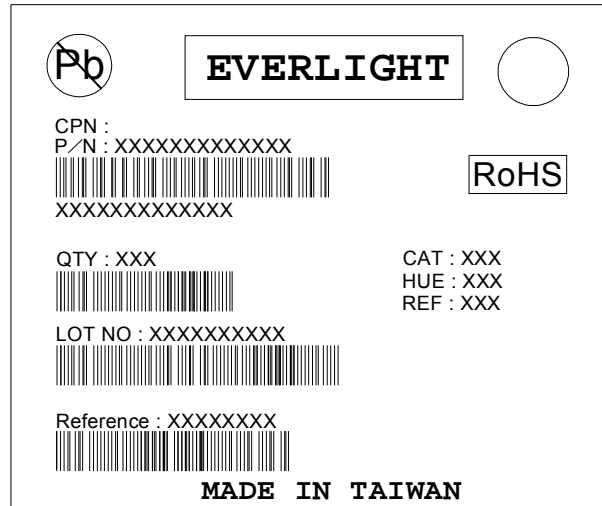 Pb
EVERLIGHT
CPN :
P/N : XXXXXXXXXXXXX
RoHS
XXXXXXXXXXXXX
QTY : XXX
CAT : XXX
HUE : XXX
REF : XXX
LOT NO : XXXXXXXXXX
Reference : XXXXXXXX
MADE IN TAIWAN